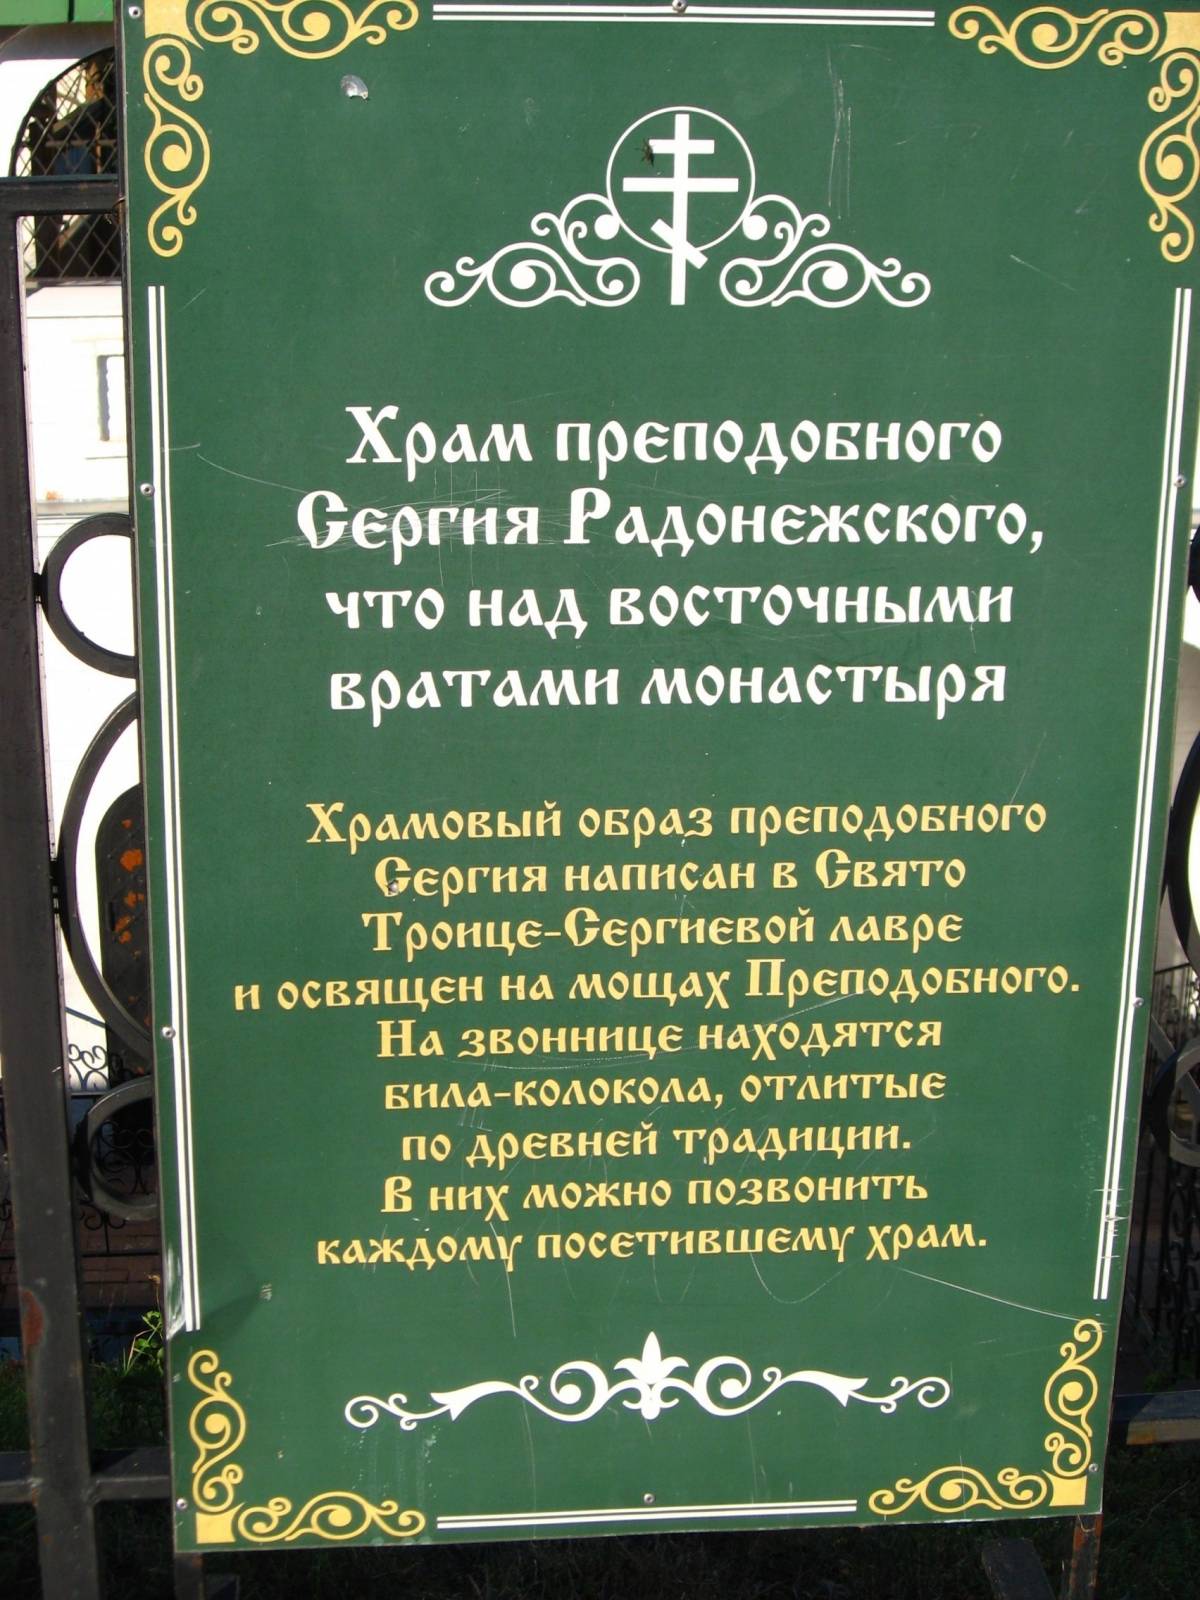 Храм преподобного
Сергия Радонежского,
что над восточными
вратами монастыря
Храмовый образ преподобного
Сергия написан в Свято
Троице-Сергиевой лавре
и освящен на мощах Преподобного.
На звоннице находятся
била-колокола, отлитые
по древней традиции.
В них можно позвонить
каждому посетившему храм.